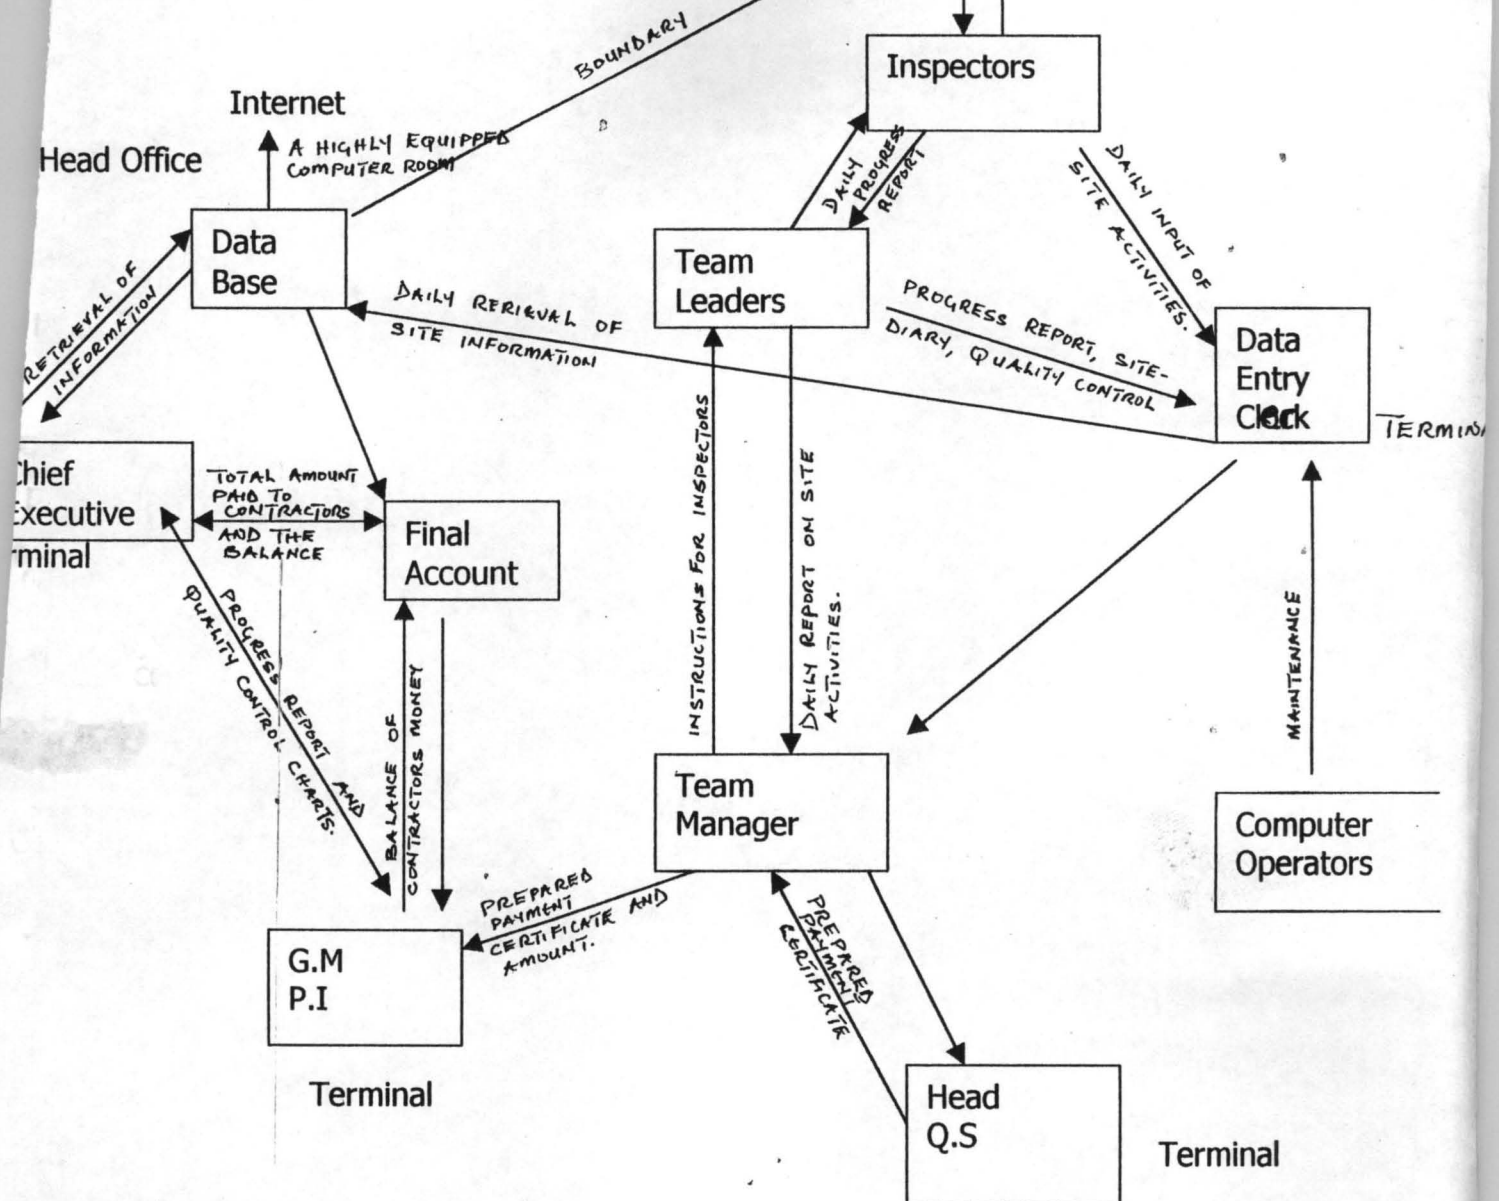 BOUNDARY
Inspectors
Internet
A HIGHLY EQUIPPED
COMPUTER ROOM
Head Office
Data
Base
DAILY
PROGRESS
REPORT
DAILY INPUT OF
SITE ACTIVITIES.
Team
Leaders
RETRIEVAL OF
INFORMATION
DAILY RERIEVAL OF
SITE INFORMATION
PROGRESS REPORT, SITE-
DIARY, QUALITY CONTROL
Data
Entry
TERMINA
Chief
Executive
rminal
TOTAL AMOUNT
PAID TO
CONTRACTORS
AND THE
BALANCE
Final
Account
INSTRUCTIONS FOR INSPECTORS
DAILY REPORT ON SITE
ACTIVITIES.
PROGRESS REPORT AND
QUALITY CONTROL CHARTS.
BALANCE OF
CONTRACTORS MONEY
MAINTENANCE
Team
Manager
Computer
Operators
PREPARED
PAYMENT
CERTIFICATE AND
AMOUNT.
PREPARED
PAYMENT
CERTIFICATE
G.M
P.I
Terminal
Head
Q.S
Terminal